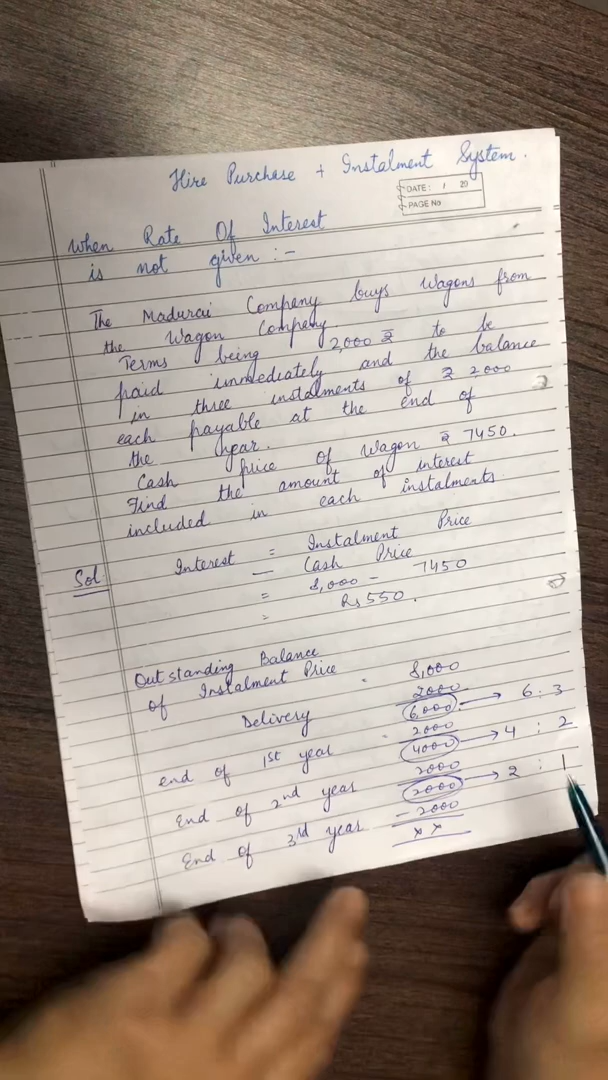 Hire Purchase + Instalment System.
DATE: / 20
PAGE No
When Rate Of Interest
is not given :-
The Madurai Company buys Wagons from
the Wagon Company.
Terms being 2,000 ₹ to be
paid immediately and the balance
in three instalments of ₹ 2000
each payable at the end of
the year.
Cash price of Wagon ₹ 7450.
Find the amount of interest
included in each instalments
Sol Interest = Instalment Price
— Cash Price
= 8,000 - 7450
= Rs 550.
Outstanding Balance
of Instalment Price 8,000
Delivery 2000
6,000 → 6 : 3
end of 1st year 2000
4000 → 4 : 2
End of 2nd year 2000
2000 → 2 : 1
End of 3rd year - 2000
x x